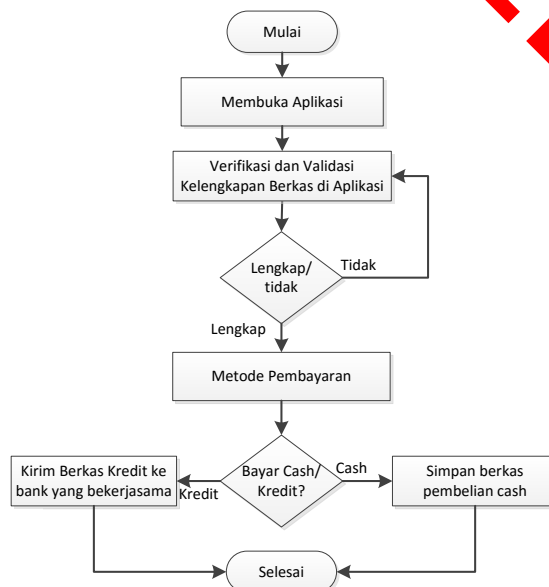 Mulai
Membuka Aplikasi
Verifikasi dan Validasi
Kelengkapan Berkas di Aplikasi
Lengkap/
tidak
Tidak
Lengkap
Metode Pembayaran
Kirim Berkas Kredit ke
bank yang bekerjasama
Kredit
Bayar Cash/
Kredit?
Cash
Simpan berkas
pembelian cash
Selesai